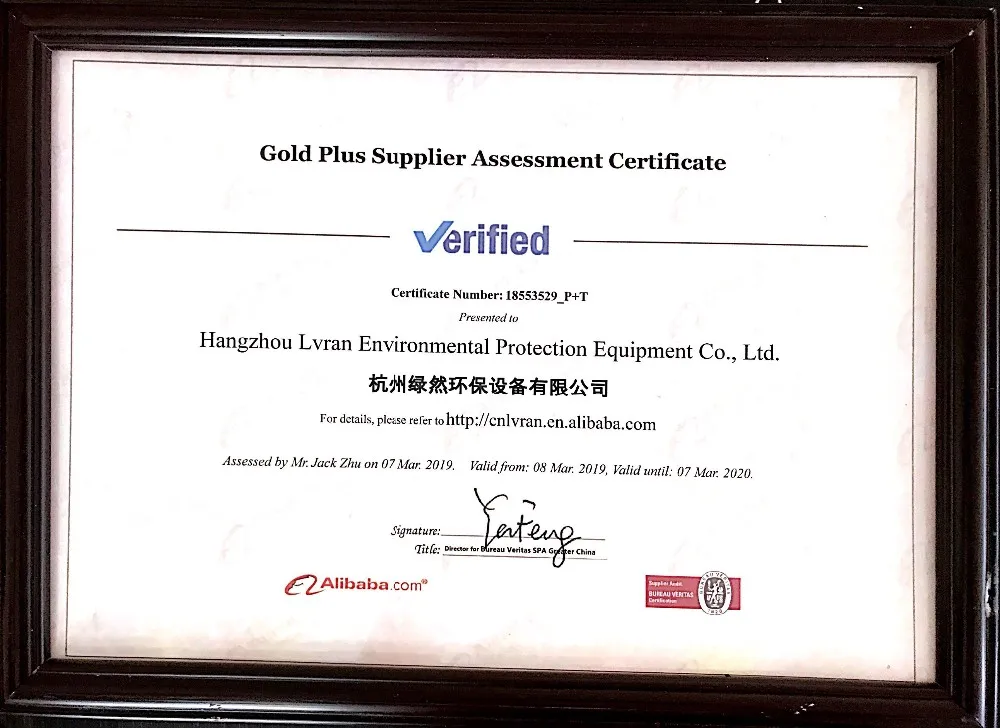 Gold Plus Supplier Assessment Certificate
Verified
Certificate Number: 18553529_P+T
Presented to
Hangzhou Lvran Environmental Protection Equipment Co., Ltd.
杭州绿然环保设备有限公司
For details, please refer to http://cnlvran.en.alibaba.com
Assessed by Mr. Jack Zhu on 07 Mar. 2019. Valid from: 08 Mar. 2019, Valid until: 07 Mar. 2020.
Signature:
Title: Director for Bureau Veritas SPA Greater China
Alibaba.com®
Supplier Audit
BUREAU VERITAS
Certification
1828